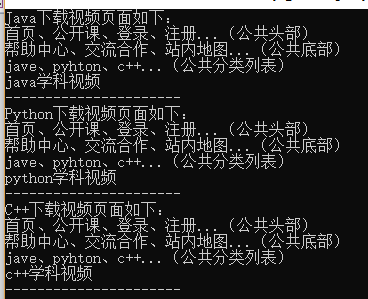 Java下载视频页面如下：
首页、公开课、登录、注册...（公共头部）
帮助中心、交流合作、站内地图...（公共底部）
jave、pyhton、c++...（公共分类列表）
java学科视频
--------------------
Python下载视频页面如下：
首页、公开课、登录、注册...（公共头部）
帮助中心、交流合作、站内地图...（公共底部）
jave、pyhton、c++...（公共分类列表）
python学科视频
--------------------
C++下载视频页面如下：
首页、公开课、登录、注册...（公共头部）
帮助中心、交流合作、站内地图...（公共底部）
jave、pyhton、c++...（公共分类列表）
c++学科视频
--------------------